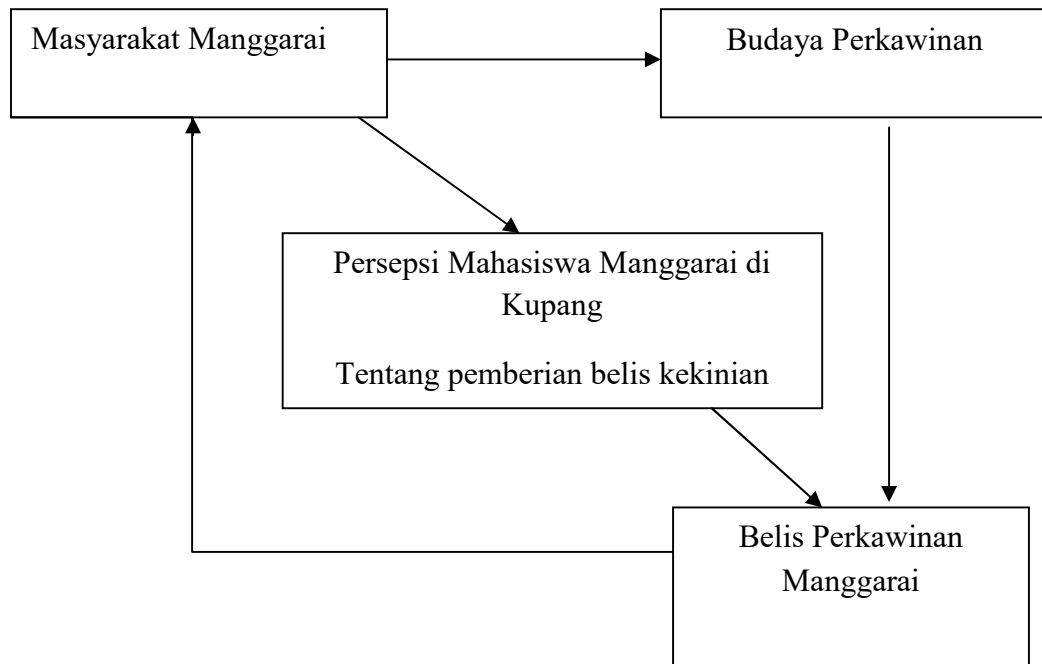 Masyarakat Manggarai
Budaya Perkawinan
Persepsi Mahasiswa Manggarai di
Kupang
Tentang pemberian belis kekinian
Belis Perkawinan
Manggarai